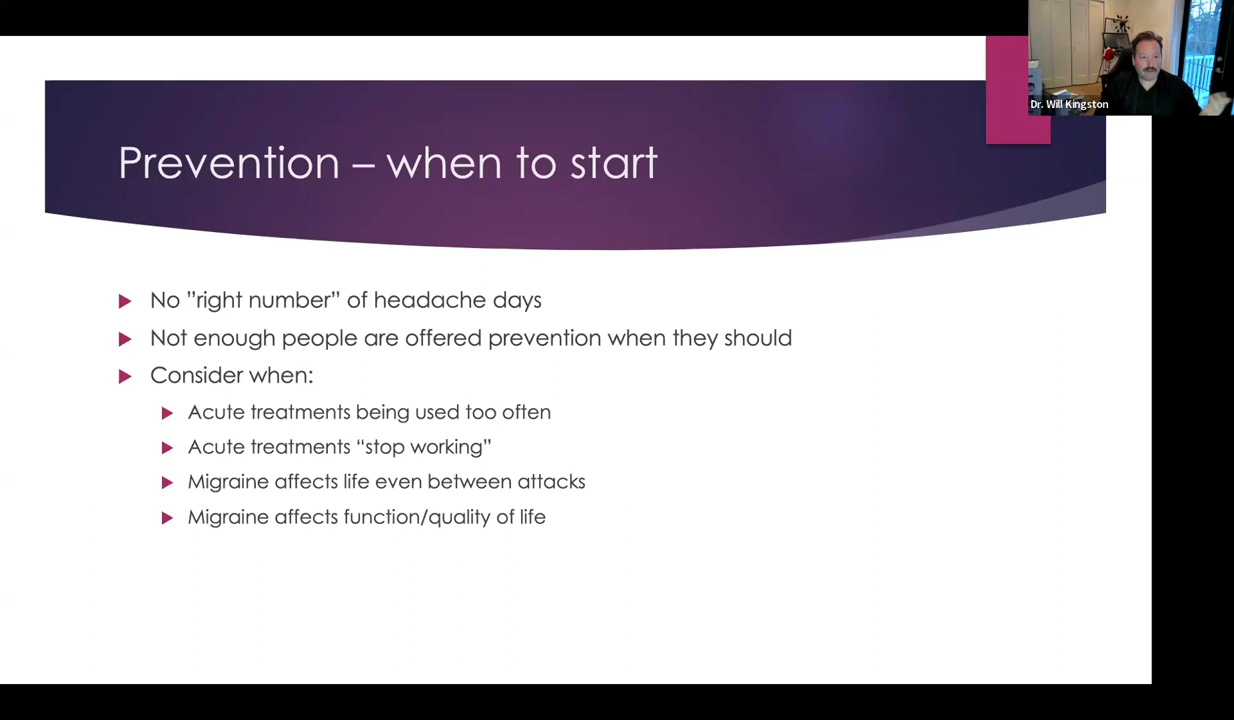 Dr. Will Kingston
Prevention – when to start
No ”right number” of headache days
Not enough people are offered prevention when they should
Consider when:
Acute treatments being used too often
Acute treatments “stop working”
Migraine affects life even between attacks
Migraine affects function/quality of life